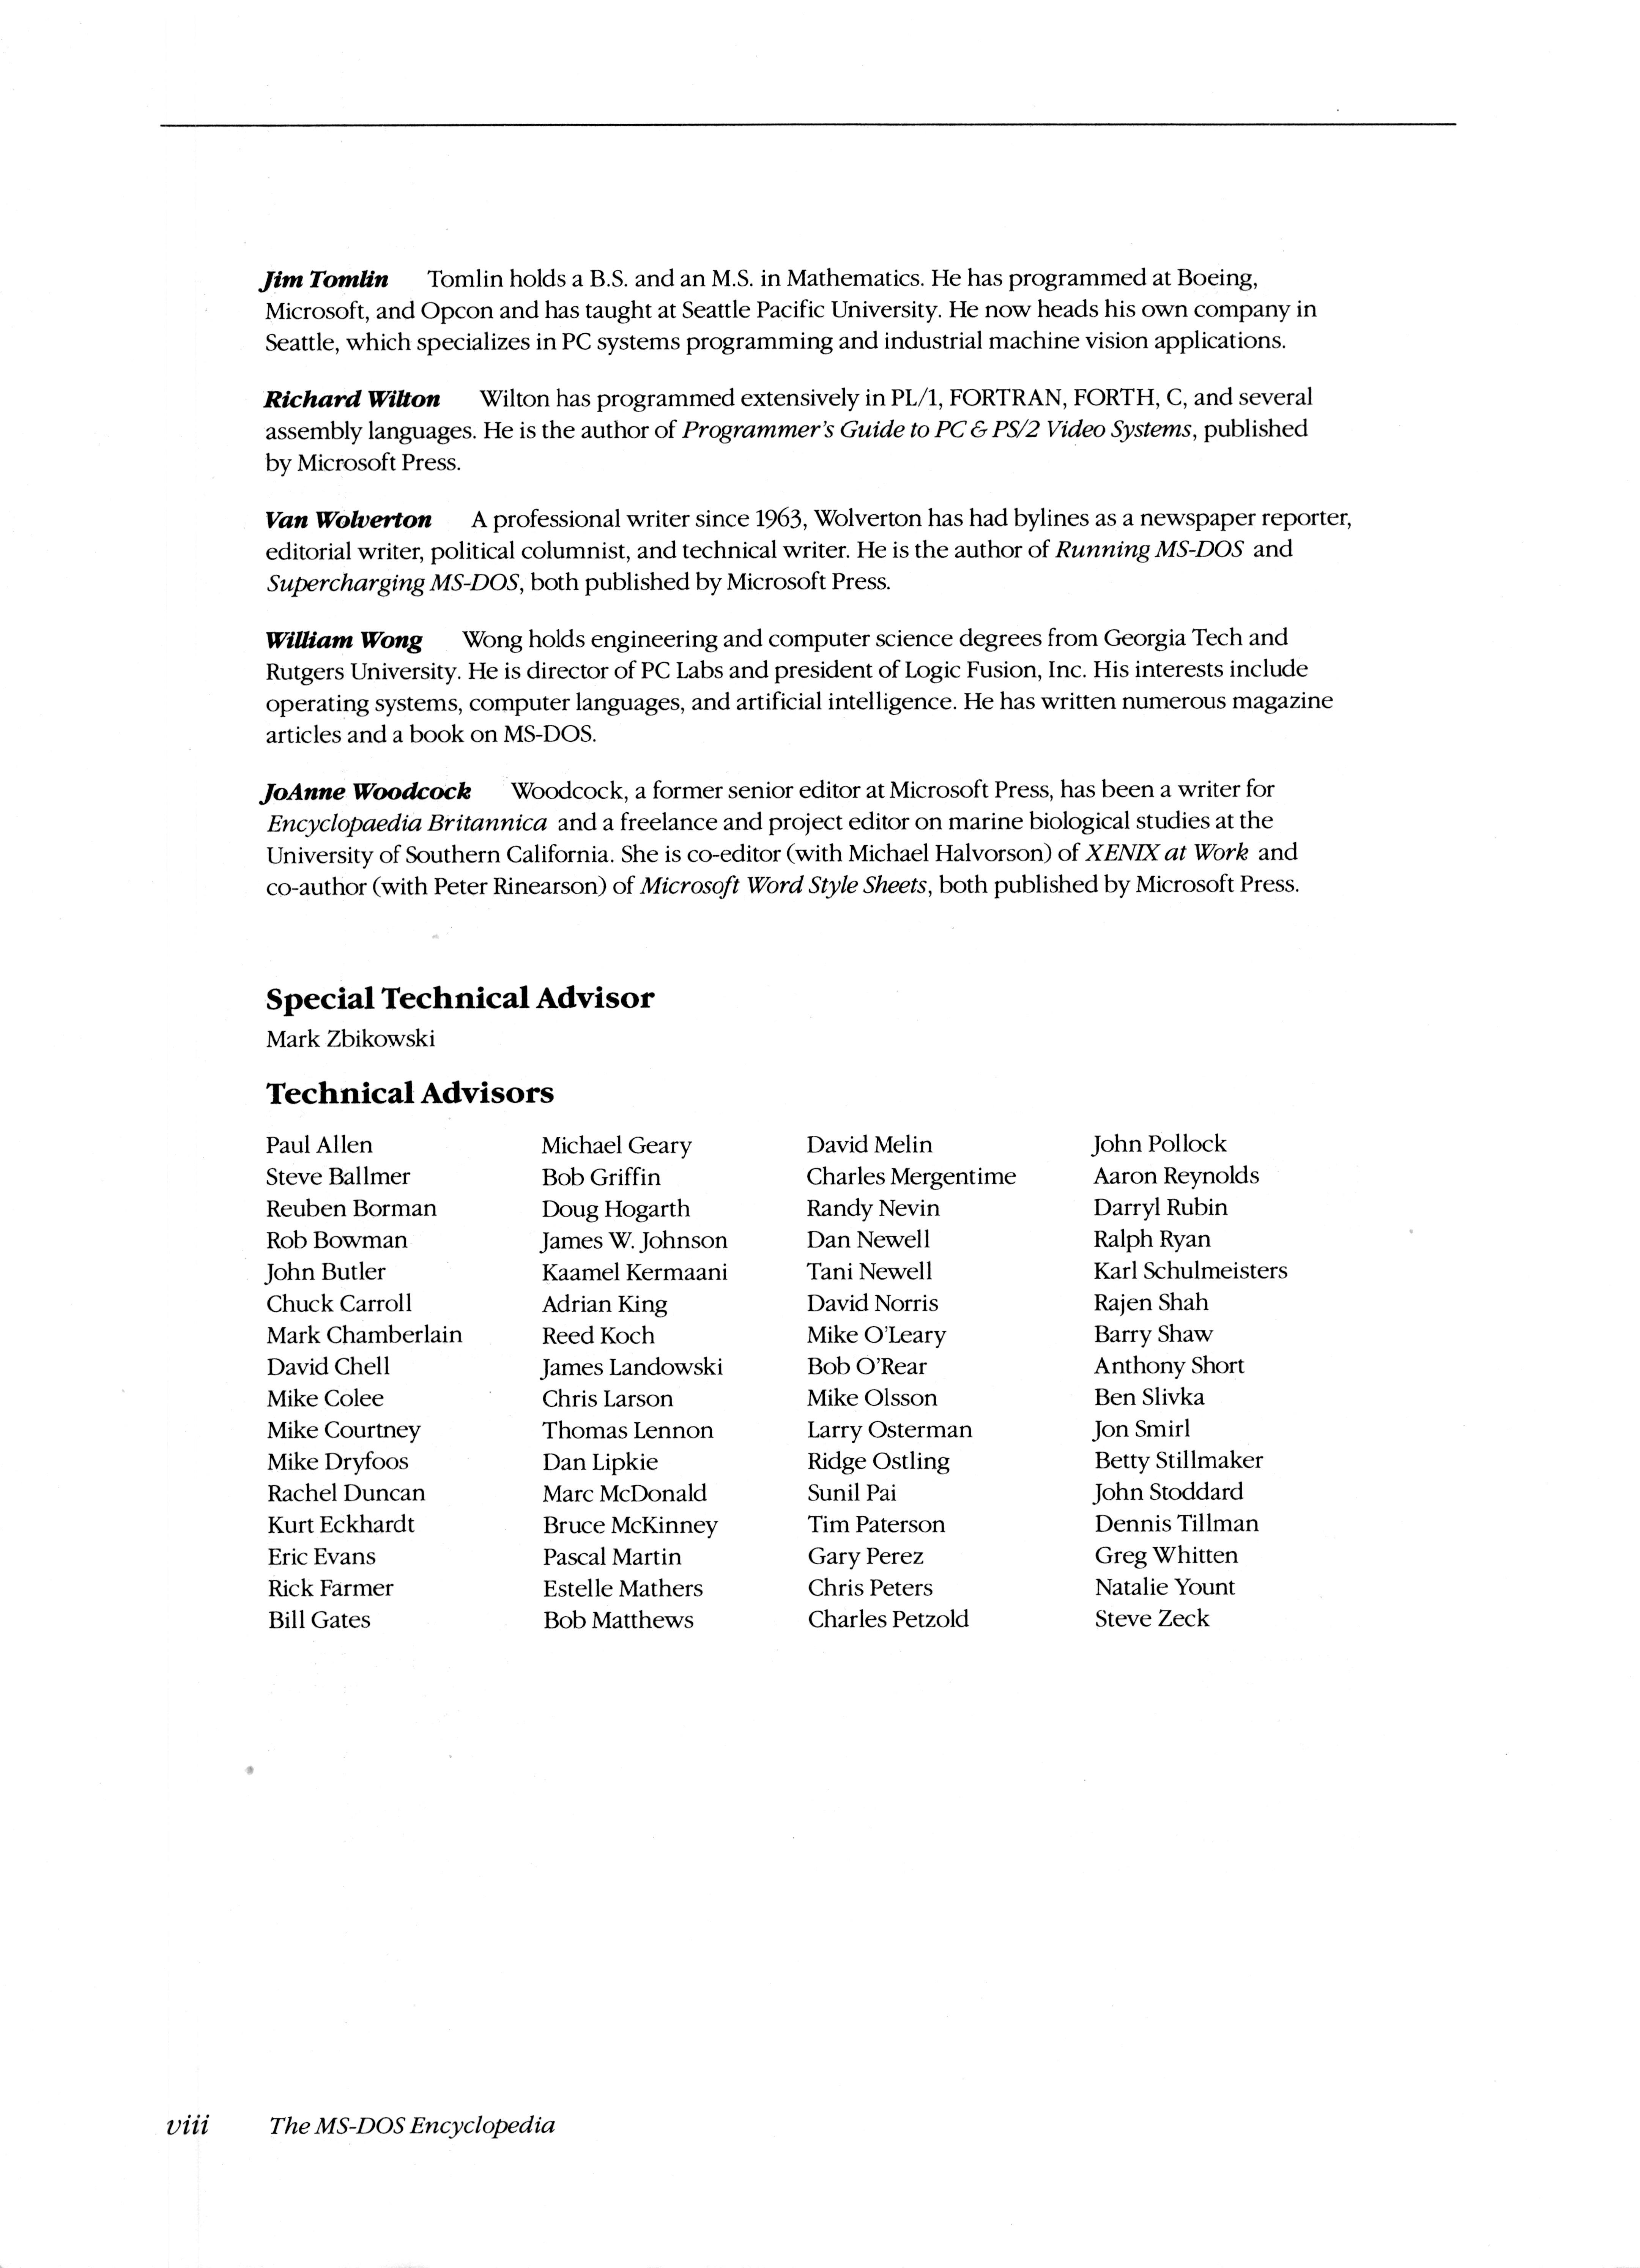 Jim Tomlin Tomlin holds a B.S. and an M.S. in Mathematics. He has programmed at Boeing,
Microsoft, and Opcon and has taught at Seattle Pacific University. He now heads his own company in
Seattle, which specializes in PC systems programming and industrial machine vision applications.
Richard Wilton Wilton has programmed extensively in PL/1, FORTRAN, FORTH, C, and several
assembly languages. He is the author of Programmer's Guide to PC & PS/2 Video Systems, published
by Microsoft Press.
Van Wolverton A professional writer since 1963, Wolverton has had bylines as a newspaper reporter,
editorial writer, political columnist, and technical writer. He is the author of Running MS-DOS and
Supercharging MS-DOS, both published by Microsoft Press.
William Wong Wong holds engineering and computer science degrees from Georgia Tech and
Rutgers University. He is director of PC Labs and president of Logic Fusion, Inc. His interests include
operating systems, computer languages, and artificial intelligence. He has written numerous magazine
articles and a book on MS-DOS.
JoAnne Woodcock Woodcock, a former senior editor at Microsoft Press, has been a writer for
Encyclopaedia Britannica and a freelance and project editor on marine biological studies at the
University of Southern California. She is co-editor (with Michael Halvorson) of XENIX at Work and
co-author (with Peter Rinearson) of Microsoft Word Style Sheets, both published by Microsoft Press.
Special Technical Advisor
Mark Zbikowski
Technical Advisors
Paul Allen Michael Geary David Melin John Pollock
Steve Ballmer Bob Griffin Charles Mergentime Aaron Reynolds
Reuben Borman Doug Hogarth Randy Nevin Darryl Rubin
Rob Bowman James W. Johnson Dan Newell Ralph Ryan
John Butler Kaamel Kermaani Tani Newell Karl Schulmeisters
Chuck Carroll Adrian King David Norris Rajen Shah
Mark Chamberlain Reed Koch Mike O'Leary Barry Shaw
David Chell James Landowski Bob O'Rear Anthony Short
Mike Colee Chris Larson Mike Olsson Ben Slivka
Mike Courtney Thomas Lennon Larry Osterman Jon Smirl
Mike Dryfoos Dan Lipkie Ridge Ostling Betty Stillmaker
Rachel Duncan Marc McDonald Sunil Pai John Stoddard
Kurt Eckhardt Bruce McKinney Tim Paterson Dennis Tillman
Eric Evans Pascal Martin Gary Perez Greg Whitten
Rick Farmer Estelle Mathers Chris Peters Natalie Yount
Bill Gates Bob Matthews Charles Petzold Steve Zeck
viii The MS-DOS Encyclopedia